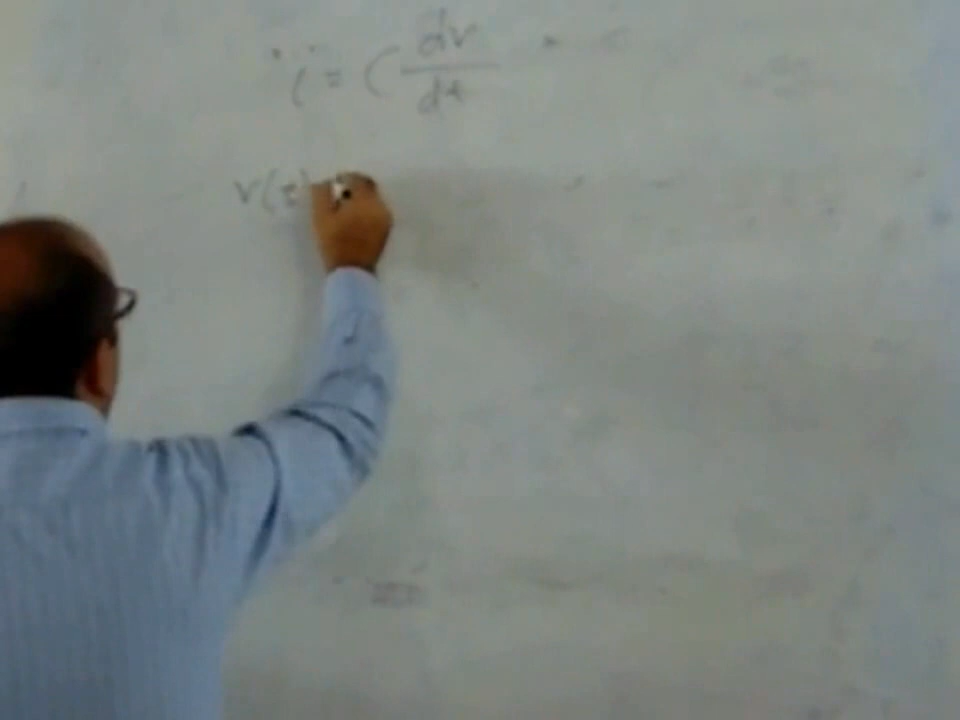 i = C dv/dt
v(t)